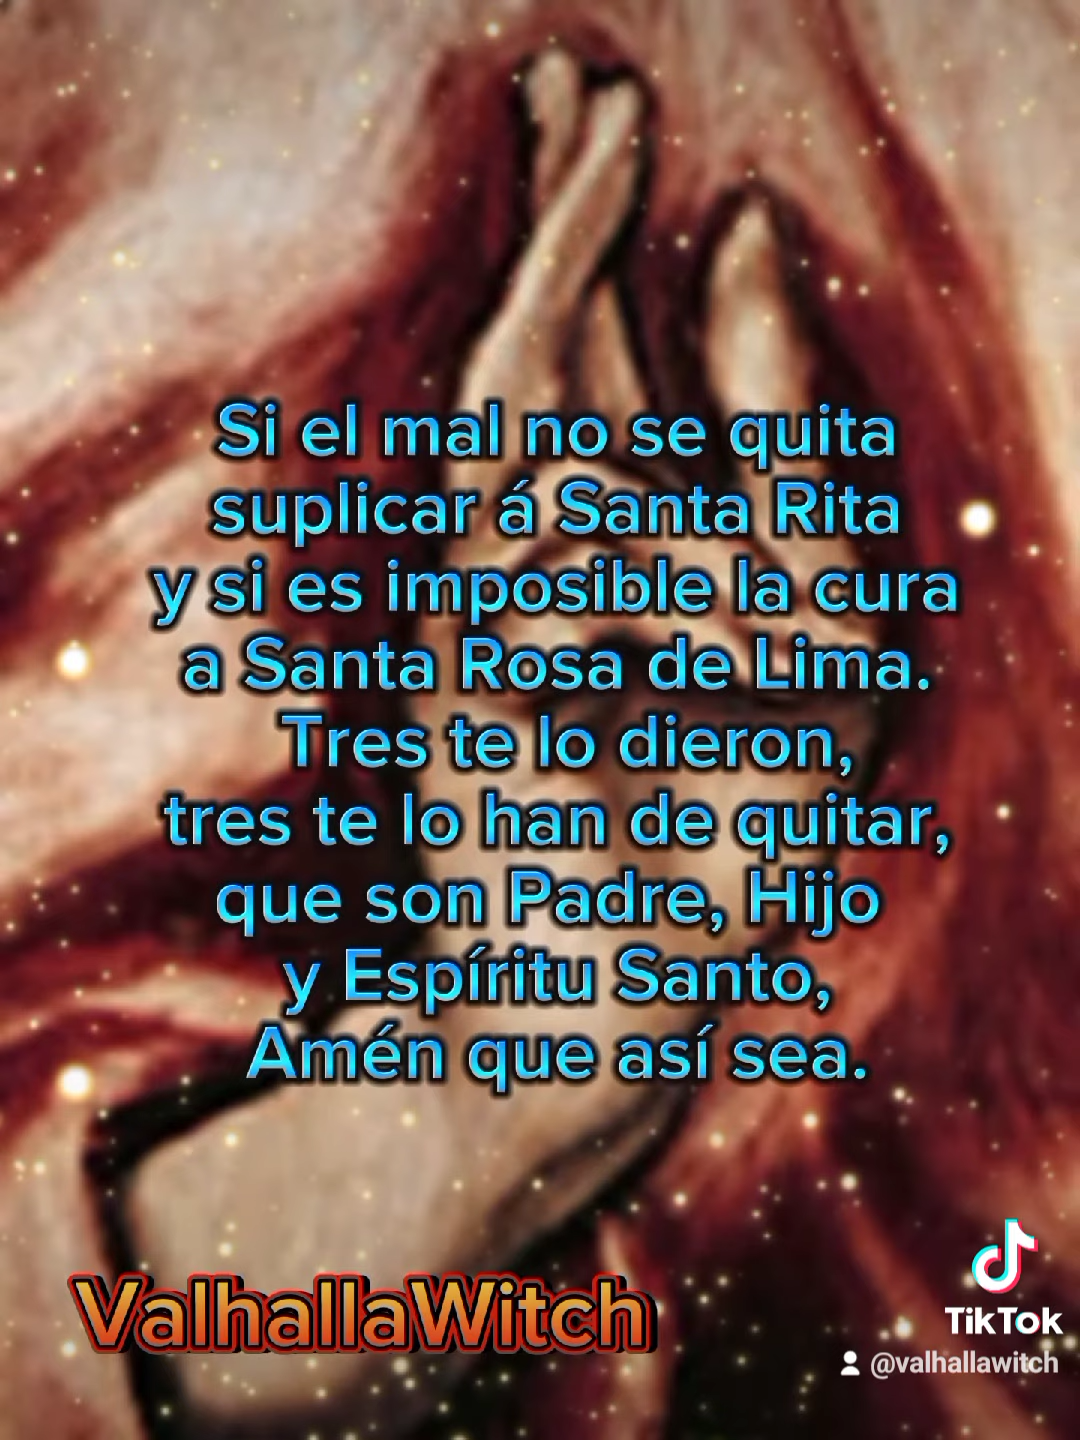 Si el mal no se quita
suplicar á Santa Rita
y si es imposible la cura
a Santa Rosa de Lima.
Tres te lo dieron,
tres te lo han de quitar,
que son Padre, Hijo
y Espíritu Santo,
Amén que así sea.
ValhallaWitch
TikTok
@valhallawitch